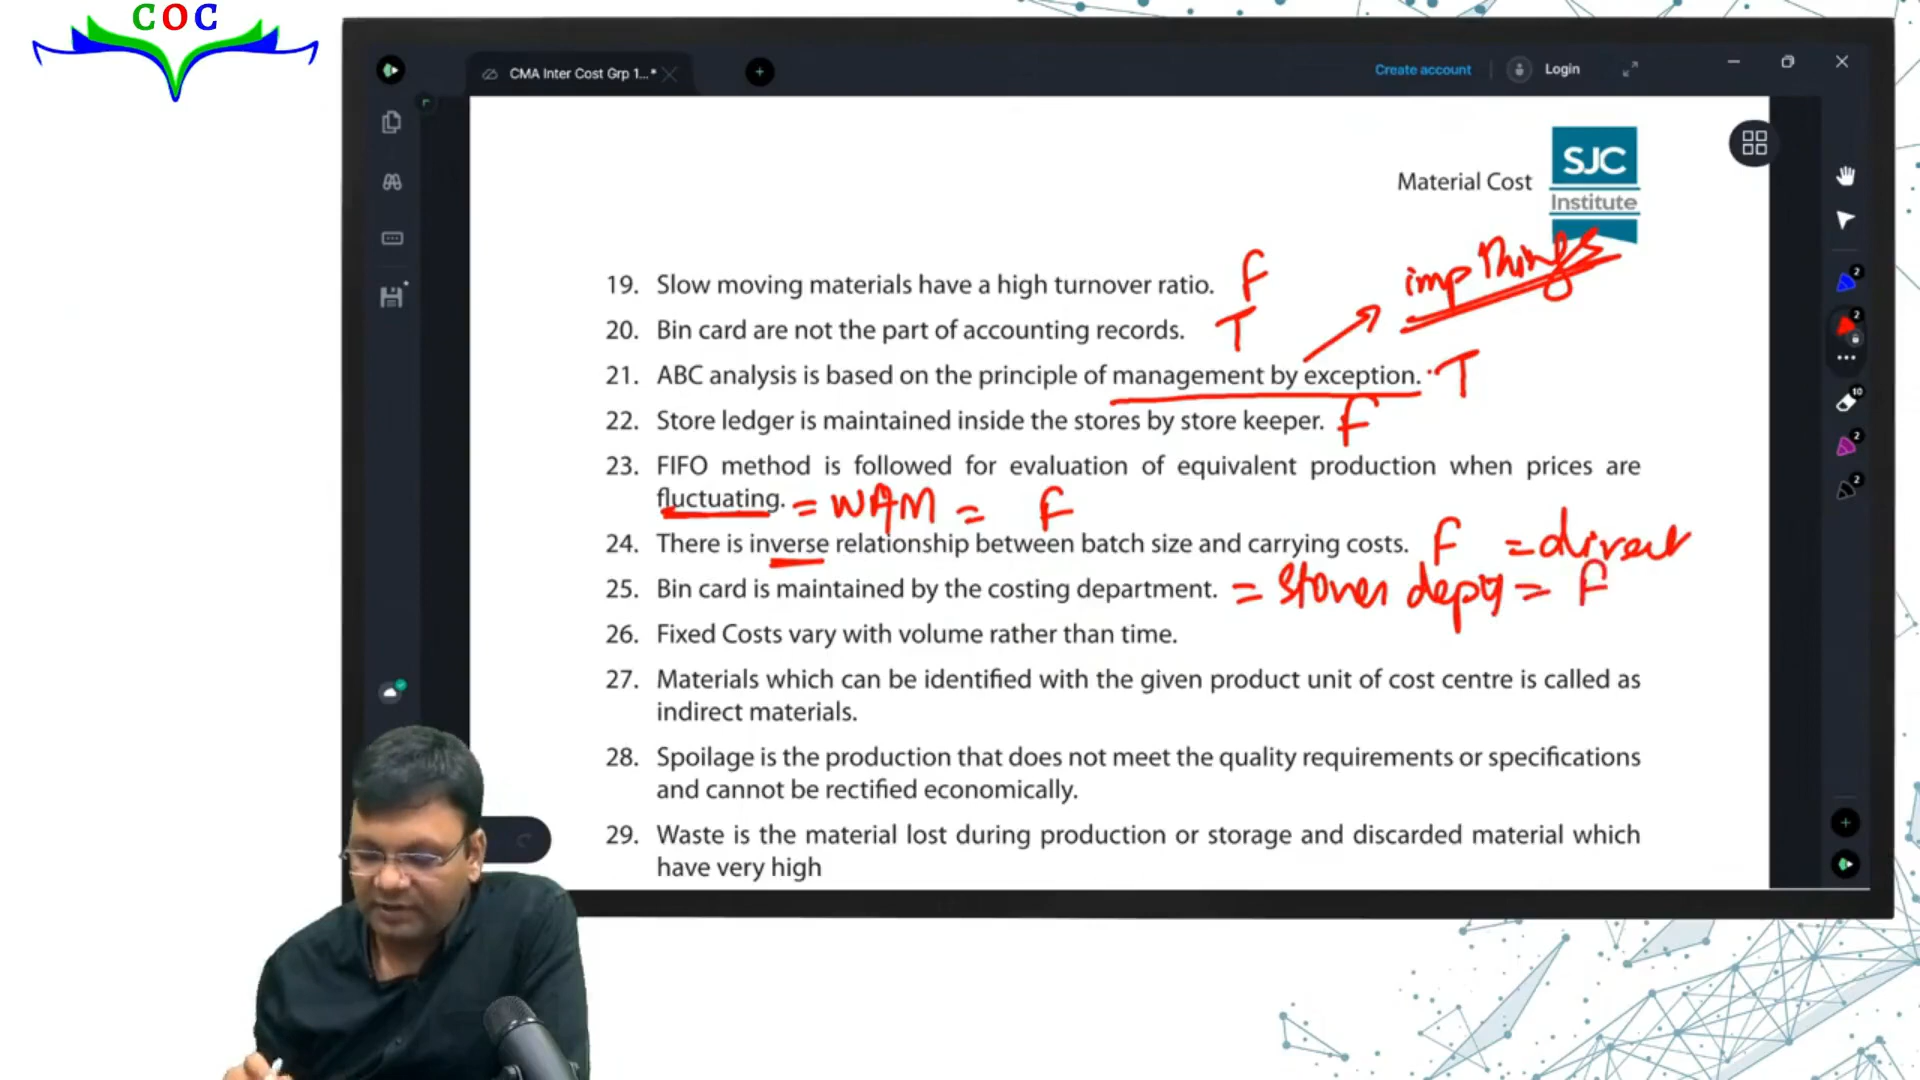 COC
CMA Inter Cost Grp 1...*
Create account
Login
Material Cost
SJC
Institute
imp Things
19. Slow moving materials have a high turnover ratio. F
20. Bin card are not the part of accounting records. T
21. ABC analysis is based on the principle of management by exception. T
22. Store ledger is maintained inside the stores by store keeper. F
23. FIFO method is followed for evaluation of equivalent production when prices are
fluctuating. = WAM = F
24. There is inverse relationship between batch size and carrying costs. F = direct
25. Bin card is maintained by the costing department. = Stores dept = F
26. Fixed Costs vary with volume rather than time.
27. Materials which can be identified with the given product unit of cost centre is called as
indirect materials.
28. Spoilage is the production that does not meet the quality requirements or specifications
and cannot be rectified economically.
29. Waste is the material lost during production or storage and discarded material which
have very high
2
2
10
2
2